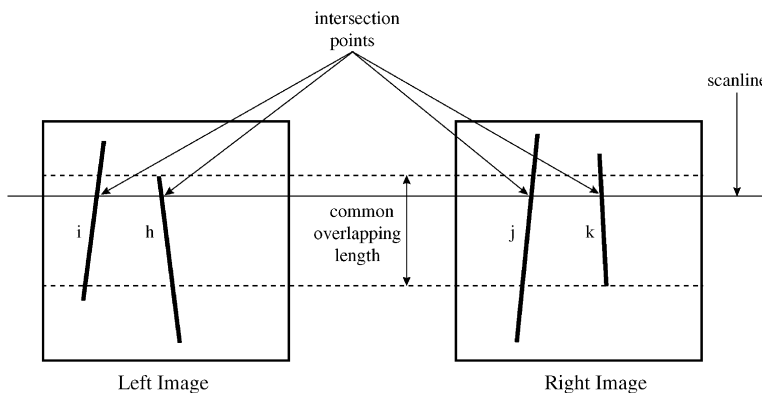 intersection
points
scanline
i
h
common
overlapping
length
j
k
Left Image
Right Image